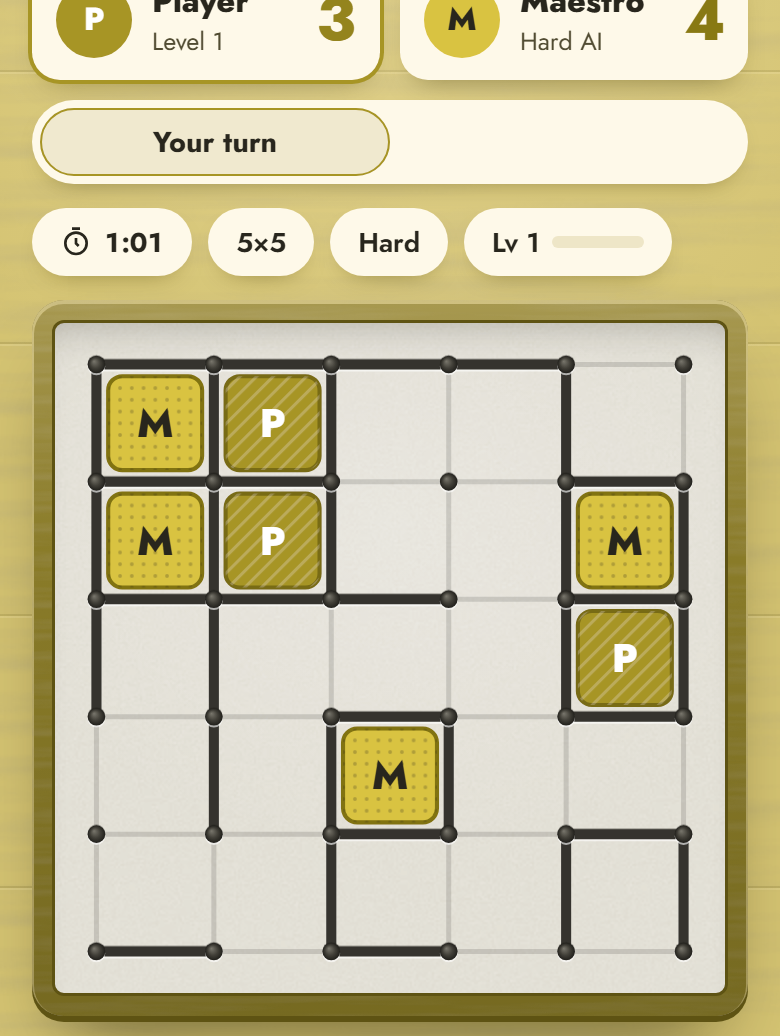 P Player 3 M Maestro 4
Level 1 Hard AI
Your turn
1:01 5×5 Hard Lv 1
M P
M P M
P
M